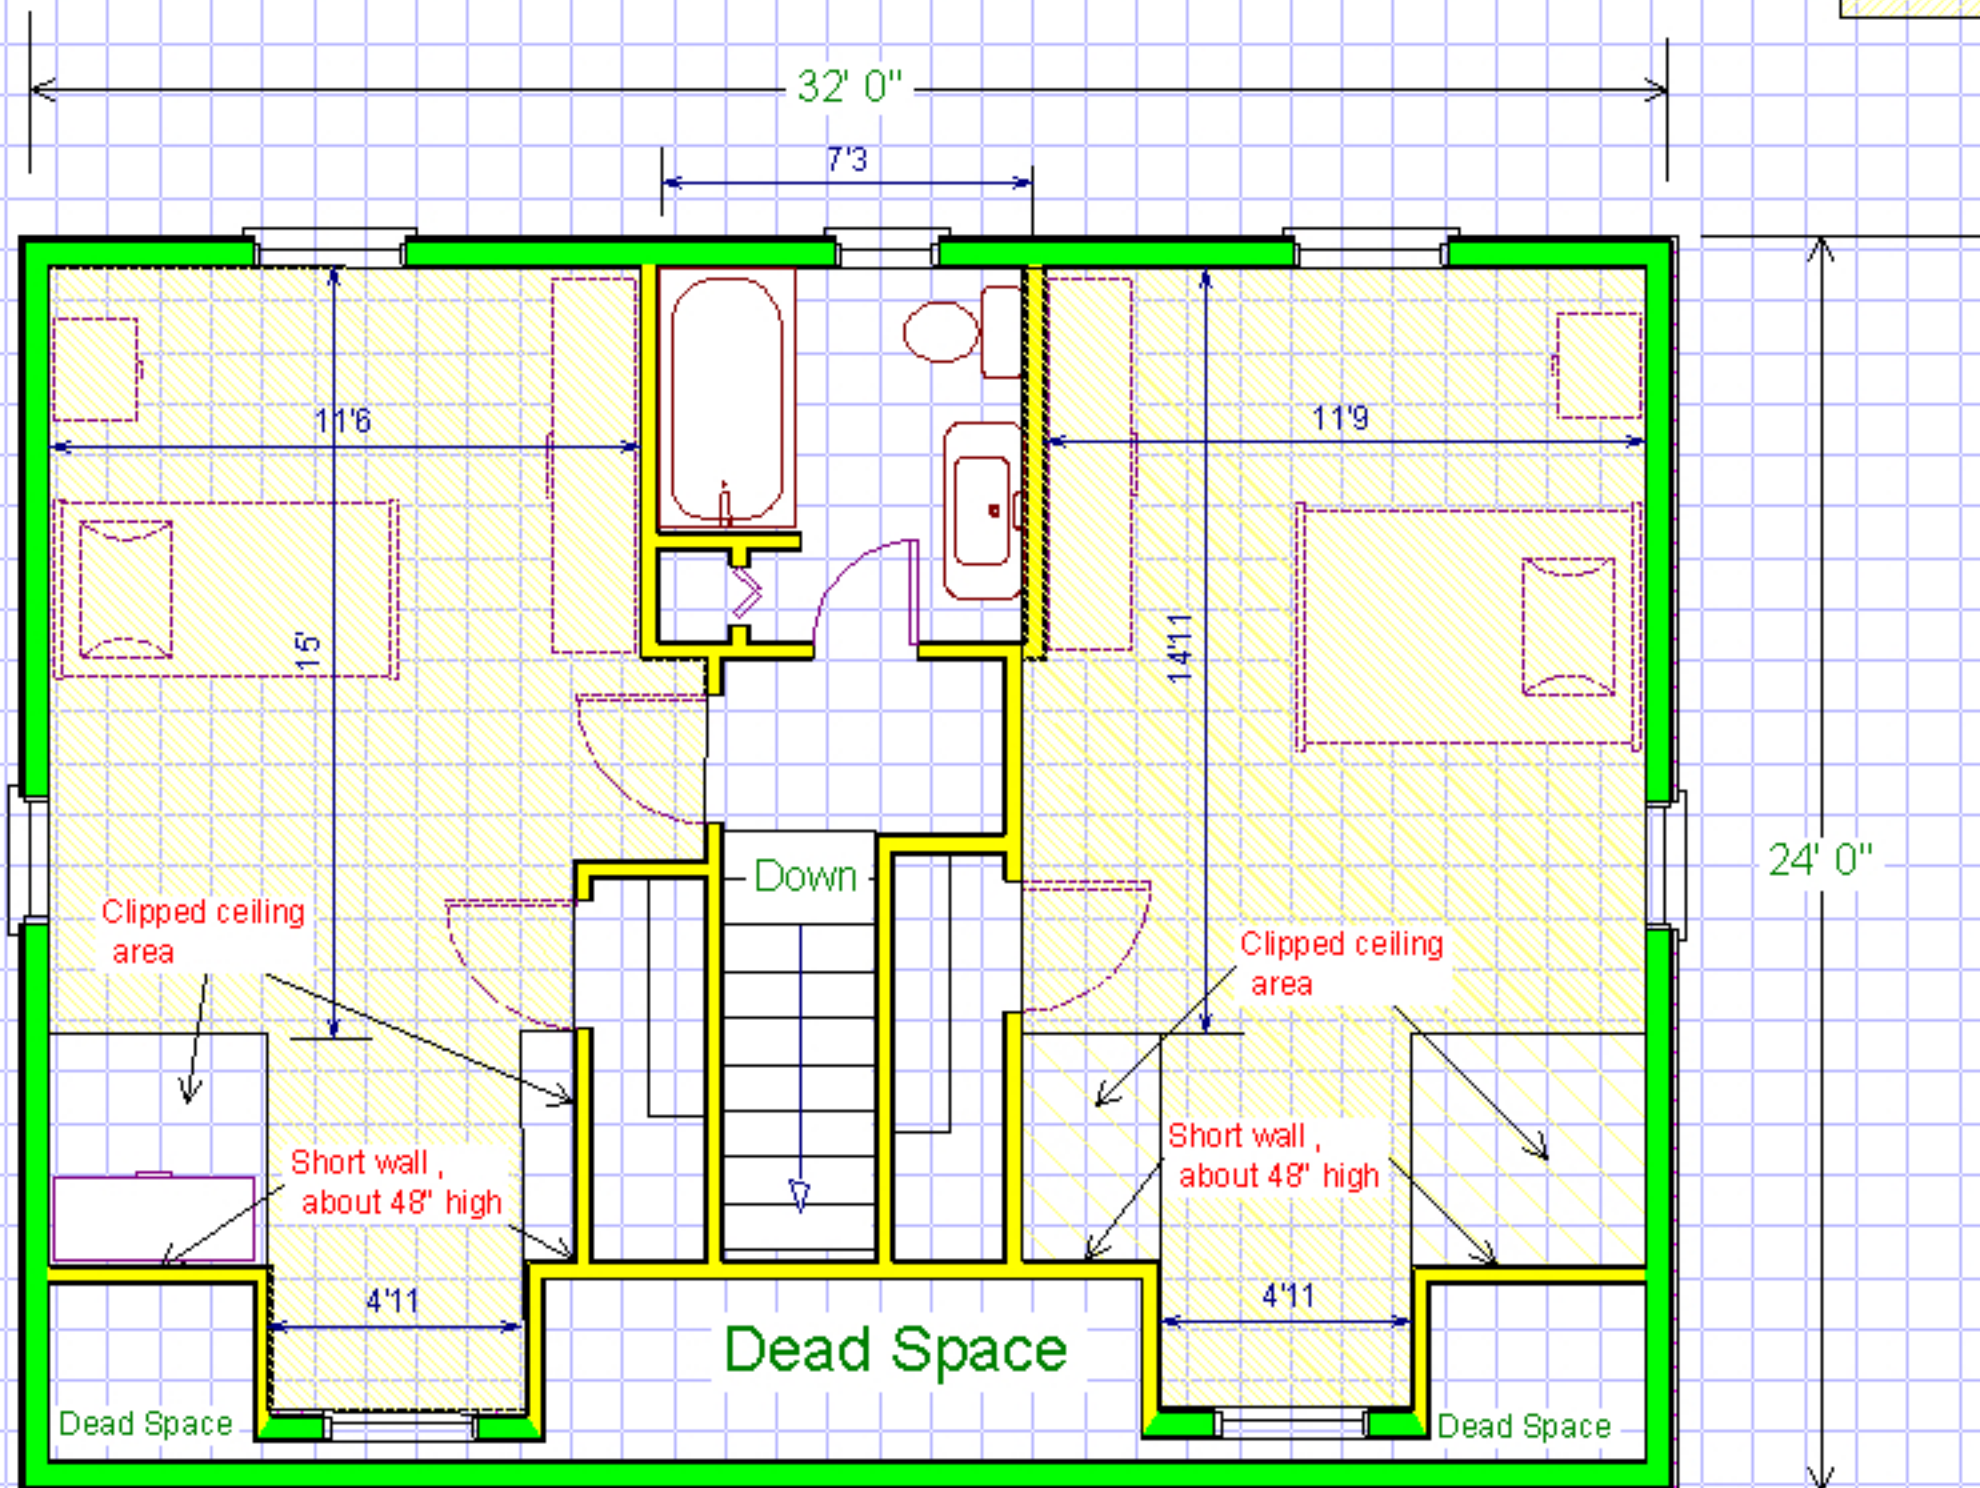 32' 0"
7'3
11'6
11'9
15'
14'11
Down
24' 0"
Clipped ceiling
area
Clipped ceiling
area
Short wall ,
about 48" high
Short wall ,
about 48" high
4'11
4'11
Dead Space
Dead Space
Dead Space